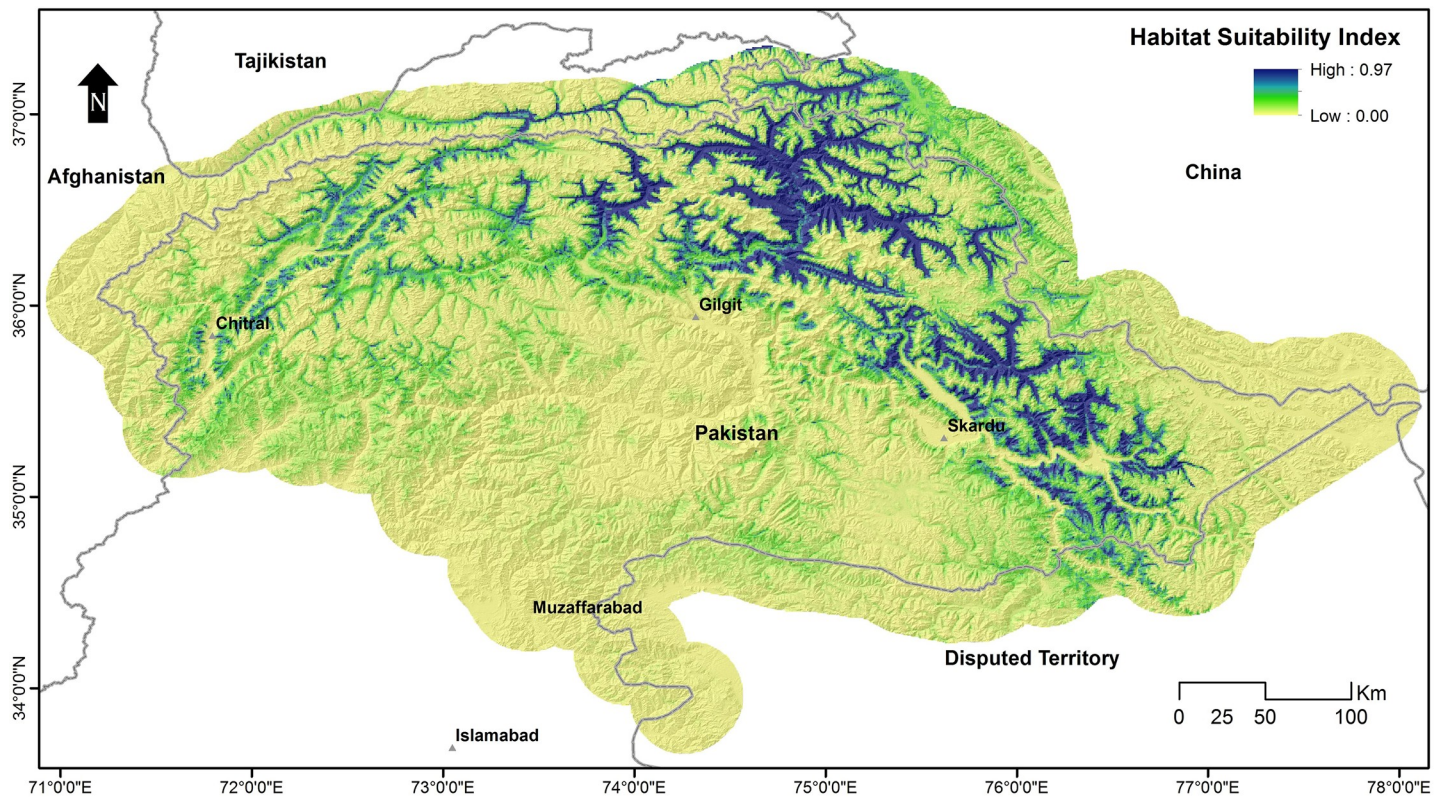 Habitat Suitability Index
High : 0.97
Low : 0.00
Tajikistan
N
37°0'0"N
Afghanistan
China
36°0'0"N
Gilgit
Chitral
Pakistan
Skardu
35°0'0"N
Muzaffarabad
Disputed Territory
34°0'0"N
Km
0 25 50 100
Islamabad
71°0'0"E 72°0'0"E 73°0'0"E 74°0'0"E 75°0'0"E 76°0'0"E 77°0'0"E 78°0'0"E